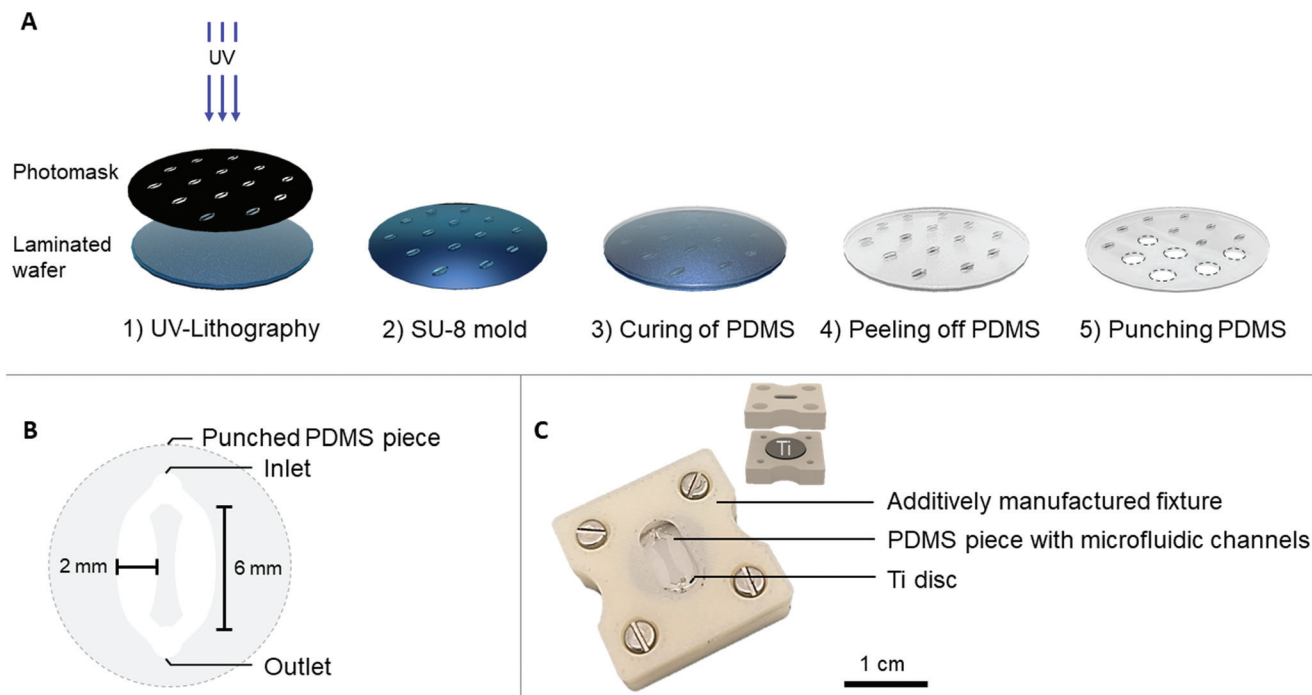 A
UV
Photomask
Laminated
wafer
1) UV-Lithography
2) SU-8 mold
3) Curing of PDMS
4) Peeling off PDMS
5) Punching PDMS
B
Punched PDMS piece
Inlet
2 mm
6 mm
Outlet
C
Ti
Additively manufactured fixture
PDMS piece with microfluidic channels
Ti disc
1 cm